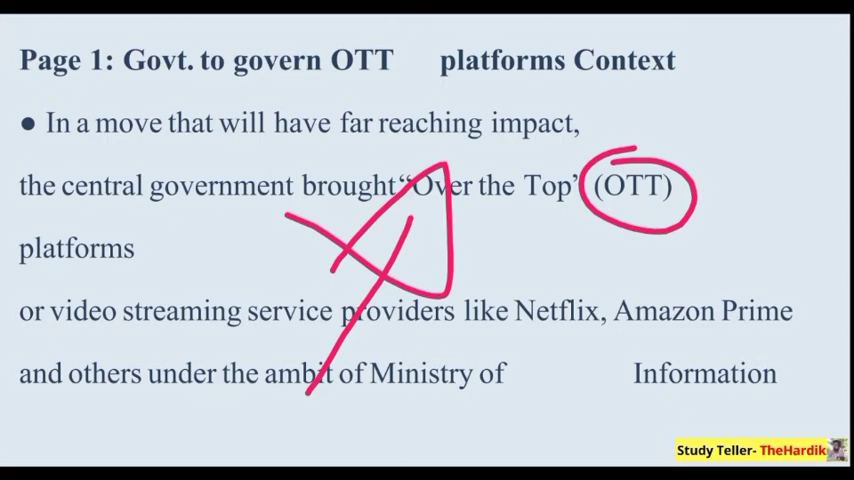 Page 1: Govt. to govern OTT platforms Context
● In a move that will have far reaching impact,
the central government brought “Over the Top’ (OTT)
platforms
or video streaming service providers like Netflix, Amazon Prime
and others under the ambit of Ministry of Information
Study Teller- TheHardik